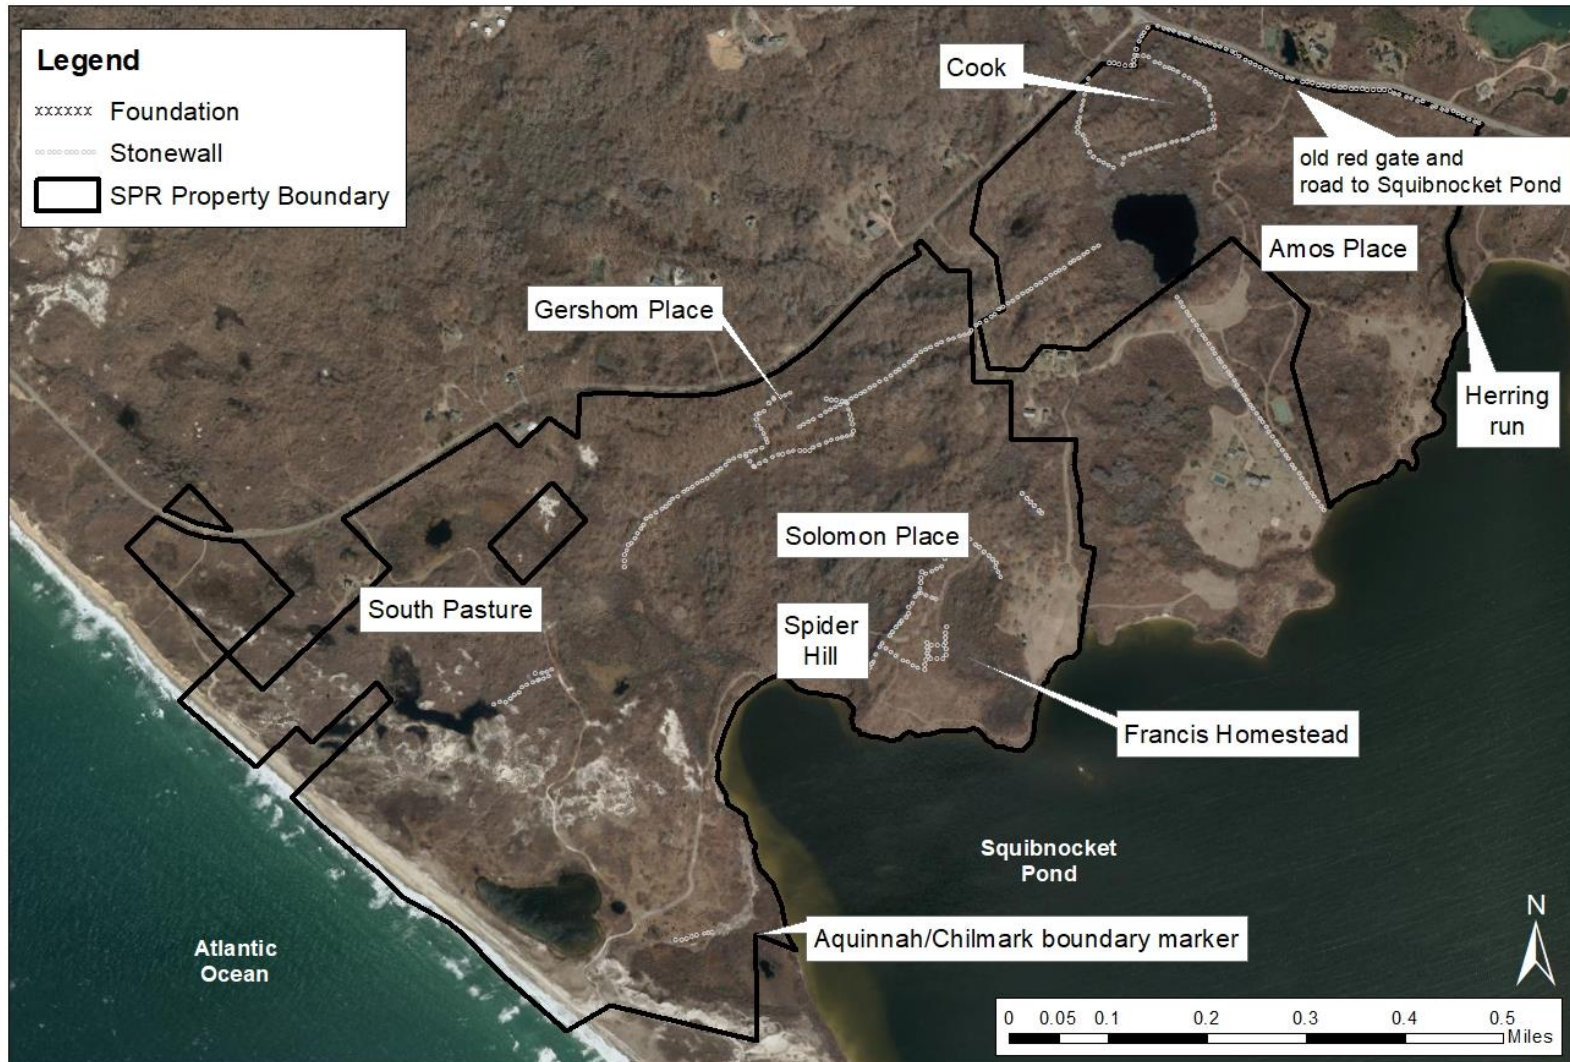 Legend
xxxxxx Foundation
Stonewall
SPR Property Boundary
Cook
old red gate and
road to Squibnocket Pond
Amos Place
Gershom Place
Herring
run
Solomon Place
South Pasture
Spider
Hill
Francis Homestead
Squibnocket
Pond
Aquinnah/Chilmark boundary marker
Atlantic
Ocean
N
0 0.05 0.1 0.2 0.3 0.4 0.5
Miles